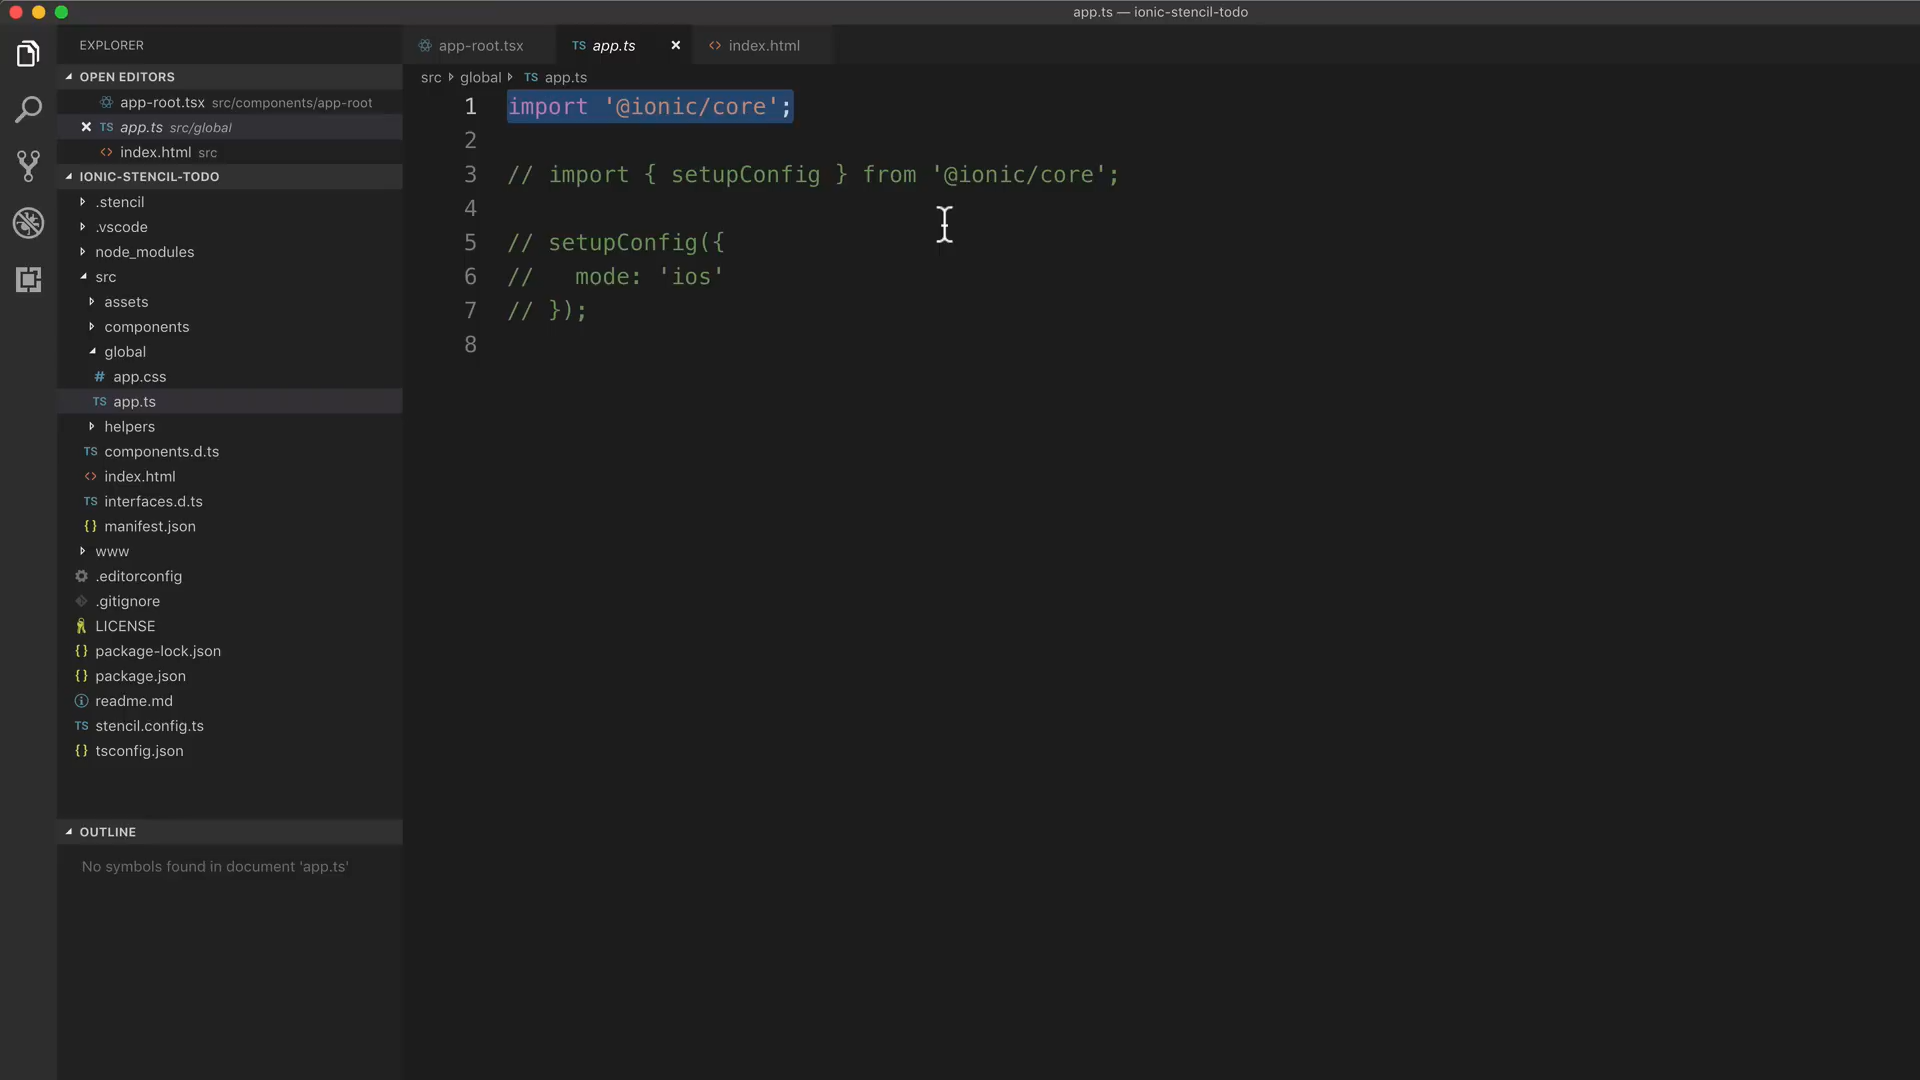 app.ts — ionic-stencil-todo
EXPLORER
OPEN EDITORS
app-root.tsx src/components/app-root
TS app.ts src/global
<> index.html src
IONIC-STENCIL-TODO
.stencil
.vscode
node_modules
src
assets
components
global
# app.css
TS app.ts
helpers
TS components.d.ts
<> index.html
TS interfaces.d.ts
{} manifest.json
www
.editorconfig
.gitignore
LICENSE
{} package-lock.json
{} package.json
readme.md
TS stencil.config.ts
{} tsconfig.json
OUTLINE
No symbols found in document 'app.ts'
app-root.tsx TS app.ts <> index.html
src global TS app.ts
1 import '@ionic/core';
2
3 // import { setupConfig } from '@ionic/core';
4
5 // setupConfig({
6 //   mode: 'ios'
7 // });
8